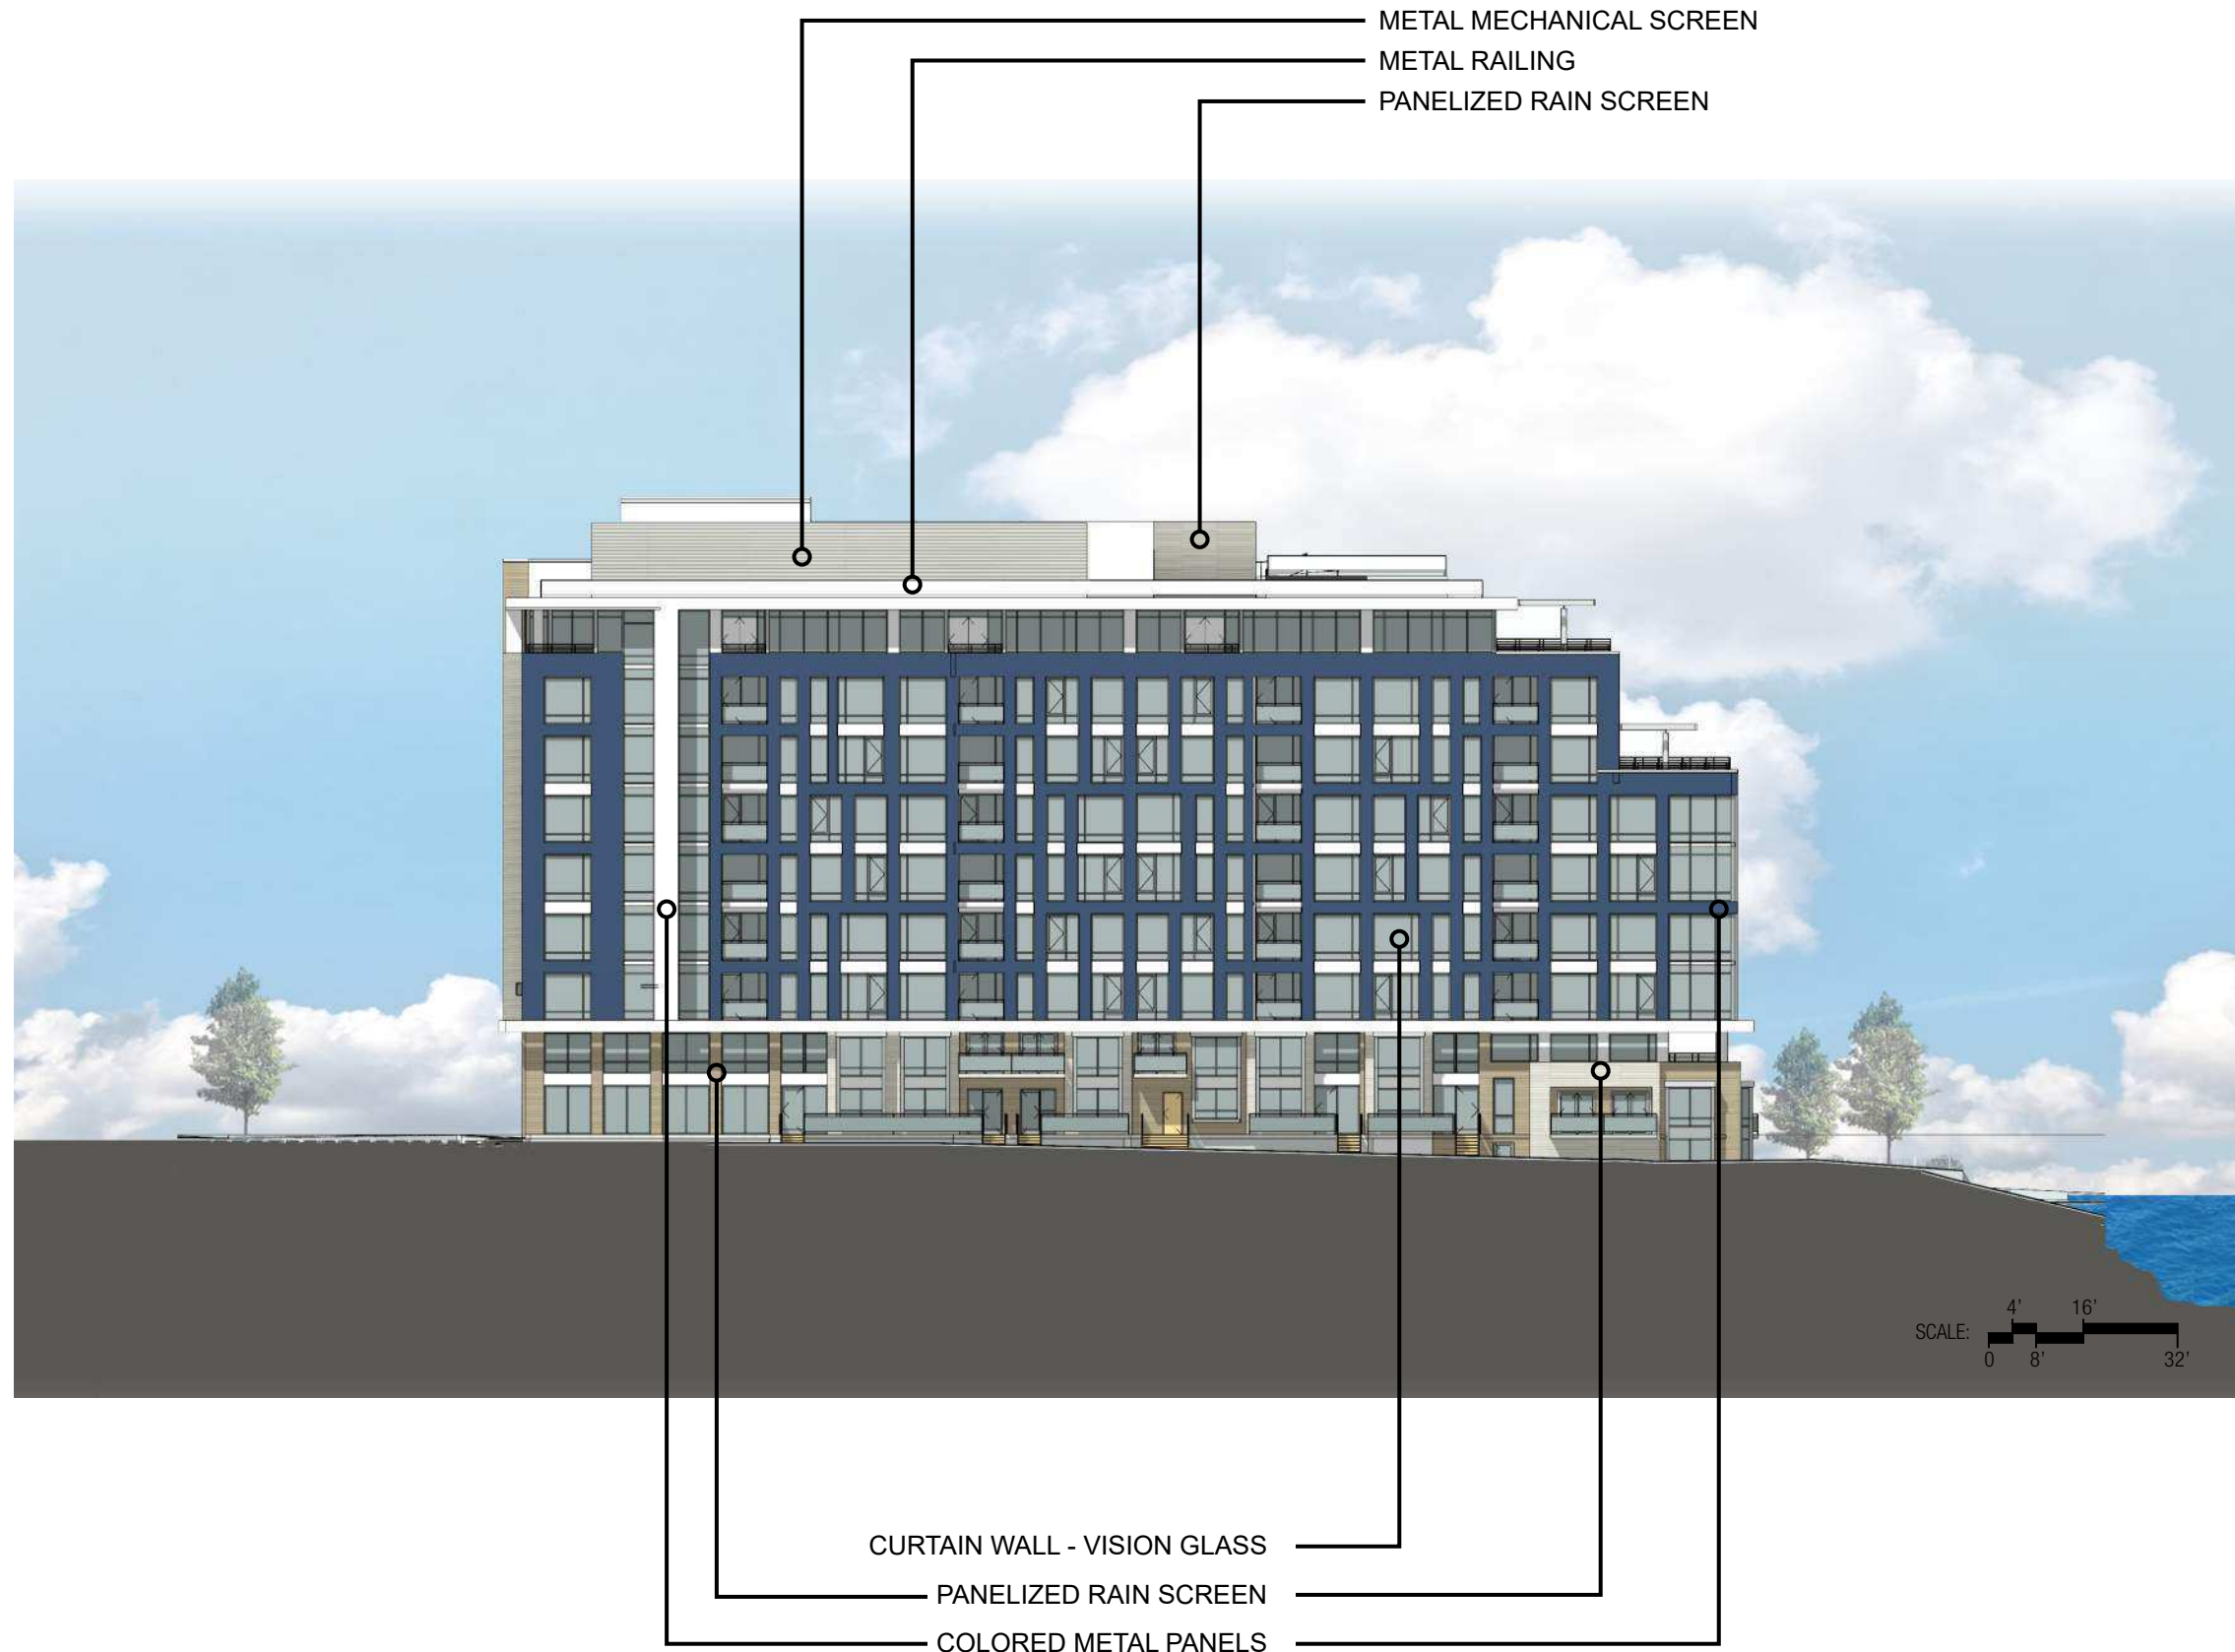 METAL MECHANICAL SCREEN
METAL RAILING
PANELIZED RAIN SCREEN
4’ 16’
SCALE:
0 8’ 32’
CURTAIN WALL - VISION GLASS
PANELIZED RAIN SCREEN
COLORED METAL PANELS